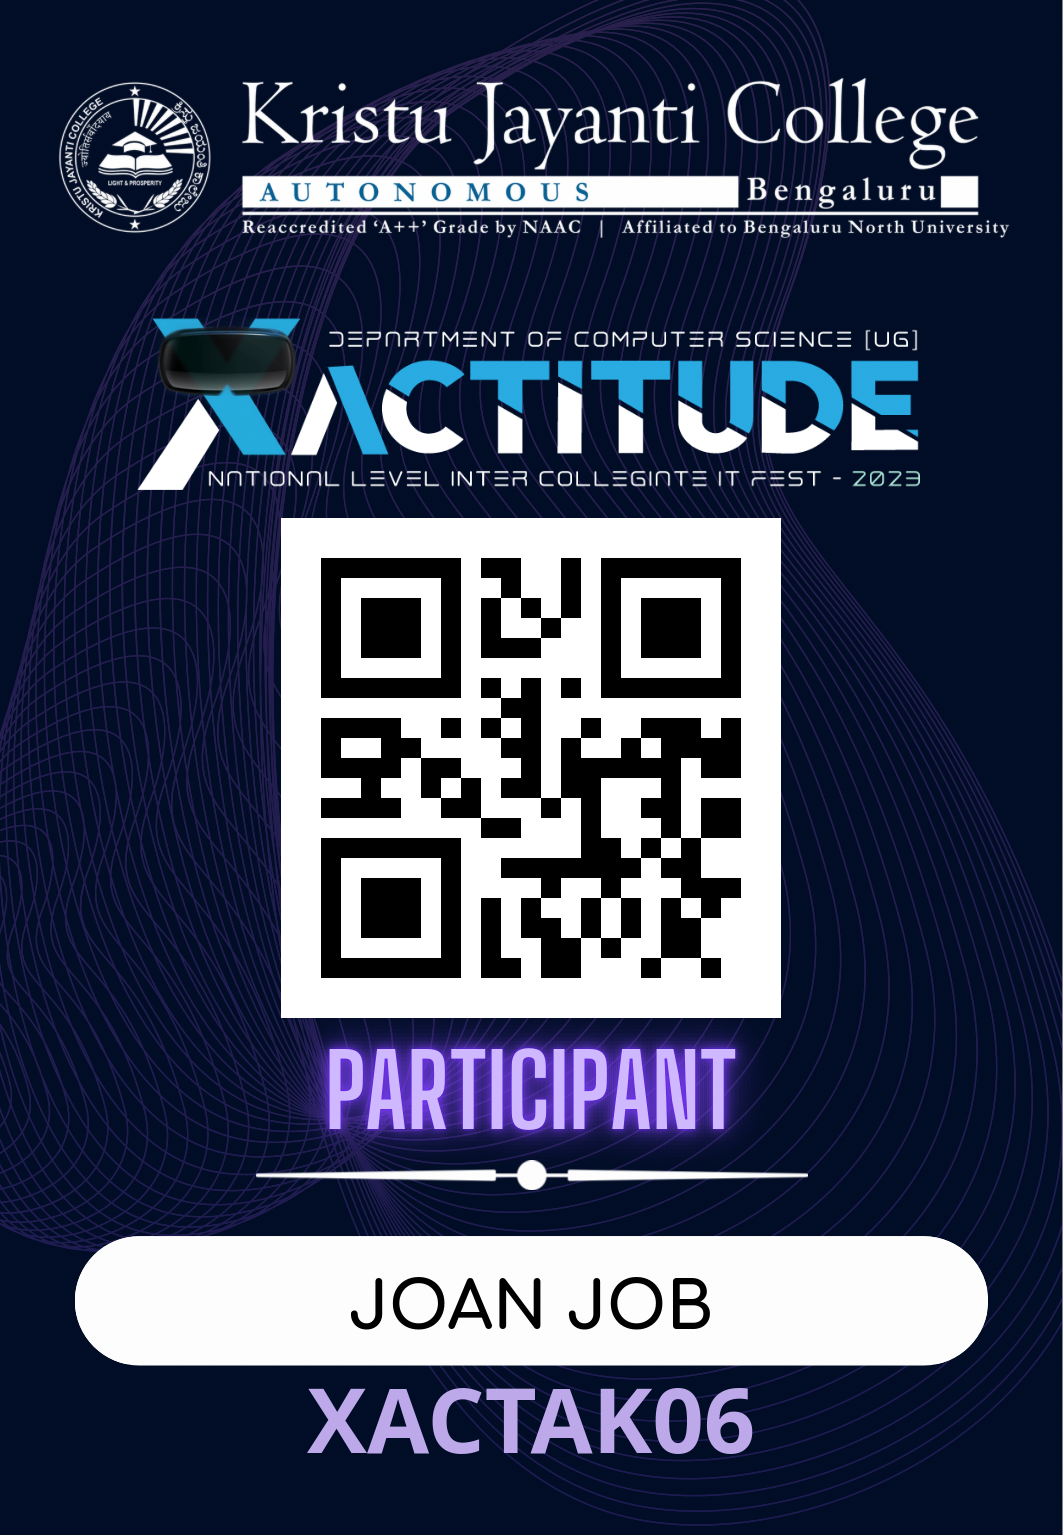 KRISTU JAYANTI COLLEGE
LIGHT & PROSPERITY
Kristu Jayanti College
AUTONOMOUS Bengaluru
Reaccredited ‘A++’ Grade by NAAC | Affiliated to Bengaluru North University
DEPARTMENT OF COMPUTER SCIENCE [UG]
XACTITUDE
NATIONAL LEVEL INTER COLLEGIATE IT FEST - 2023
PARTICIPANT
JOAN JOB
XACTAK06